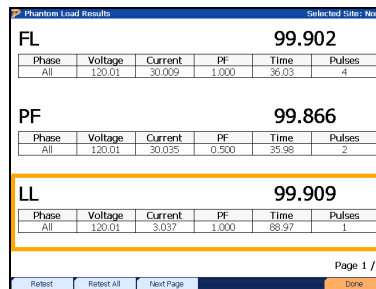 Phantom Load Results Selected Site: No
FL 99.902
Phase Voltage Current PF Time Pulses
All 120.01 30.009 1.000 36.03 4
PF 99.866
Phase Voltage Current PF Time Pulses
All 120.01 30.035 0.500 35.98 2
LL 99.909
Phase Voltage Current PF Time Pulses
All 120.01 3.037 1.000 88.97 1
Page 1 /
Retest Retest All Next Page Done